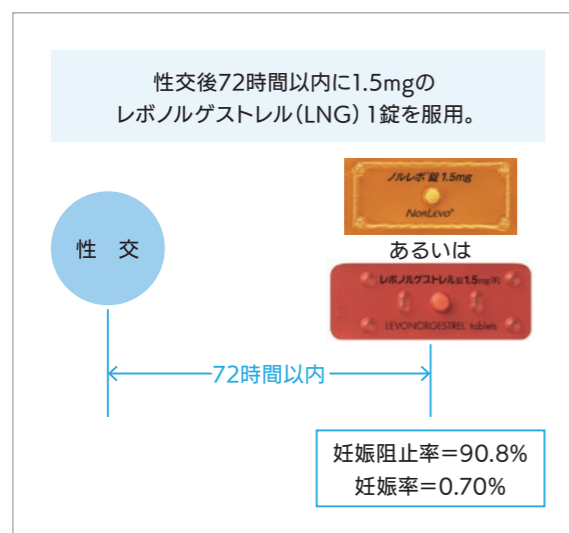 性交後72時間以内に1.5mgの
レボノルゲストレル(LNG) 1錠を服用。
ノルレボ®錠 1.5mg
NORLEVO®
性 交
あるいは
レボノルゲストレル錠1.5mg「F」
LEVONORGESTREL tablets
72時間以内
妊娠阻止率=90.8%
妊娠率=0.70%